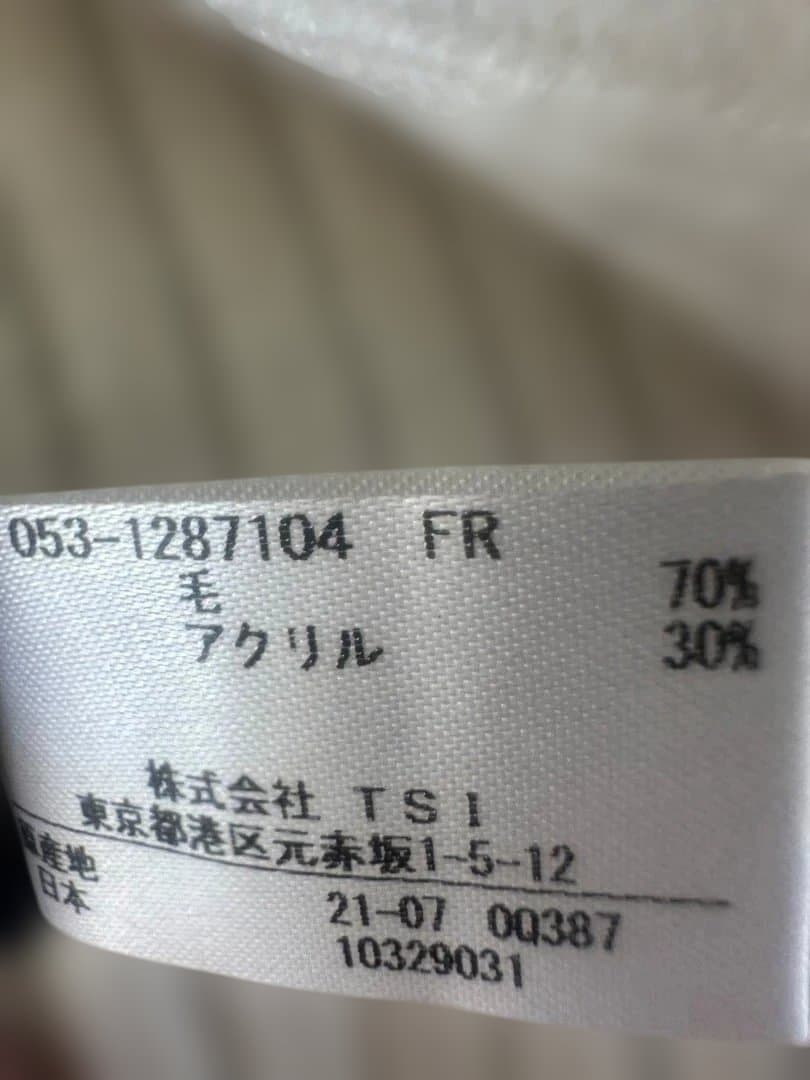 053-1287104 FR
毛 70%
アクリル 30%
株式会社 TSI
東京都港区元赤坂1-5-12
原産地
日本
21-07 0Q387
10329031